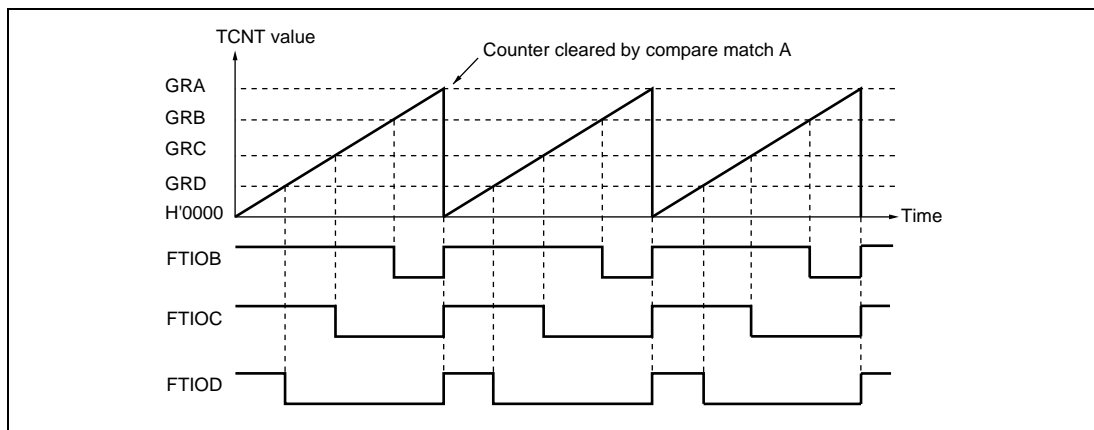 TCNT value
Counter cleared by compare match A
GRA
GRB
GRC
GRD
H'0000
Time
FTIOB
FTIOC
FTIOD